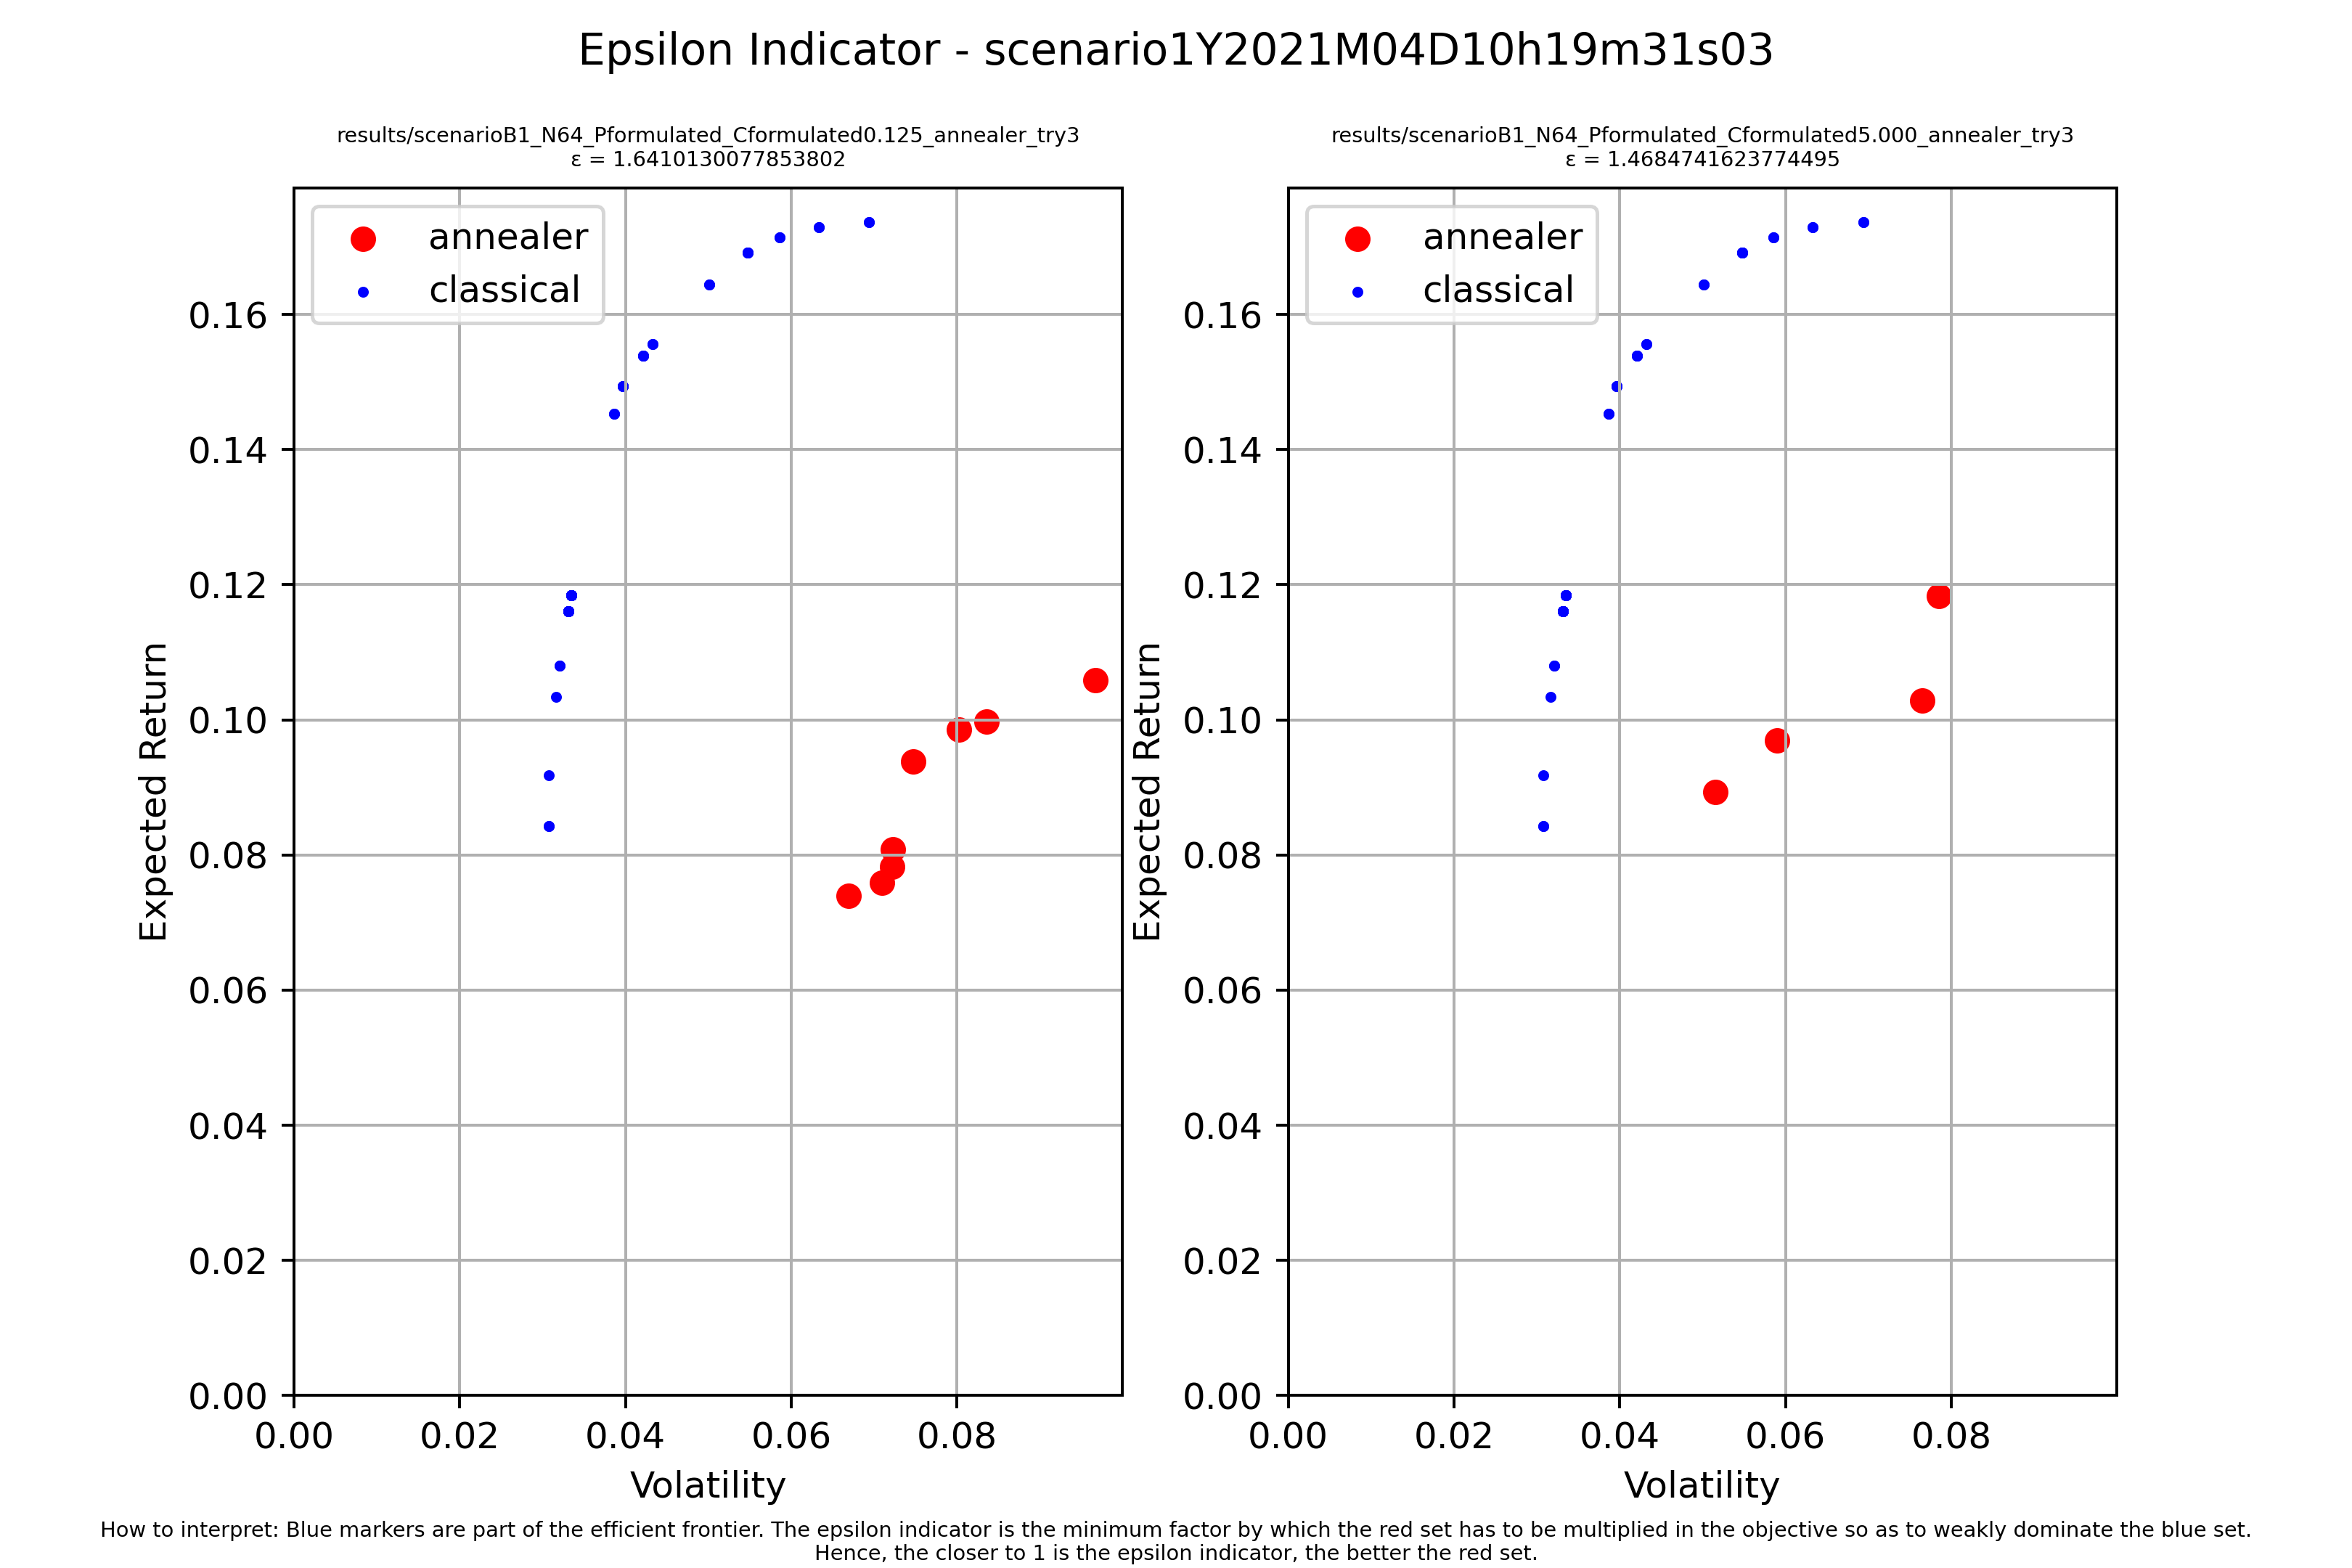 Epsilon Indicator - scenario1Y2021M04D10h19m31s03
results/scenarioB1_N64_Pformulated_Cformulated0.125_annealer_try3
ε = 1.6410130077853802
annealer
classical
0.16
0.14
0.12
0.10
0.08
0.06
0.04
0.02
0.00
Expected Return
0.00 0.02 0.04 0.06 0.08
Volatility
results/scenarioB1_N64_Pformulated_Cformulated5.000_annealer_try3
ε = 1.4684741623774495
annealer
classical
0.16
0.14
0.12
0.10
0.08
0.06
0.04
0.02
0.00
Expected Return
0.00 0.02 0.04 0.06 0.08
Volatility
How to interpret: Blue markers are part of the efficient frontier. The epsilon indicator is the minimum factor by which the red set has to be multiplied in the objective so as to weakly dominate the blue set.
Hence, the closer to 1 is the epsilon indicator, the better the red set.